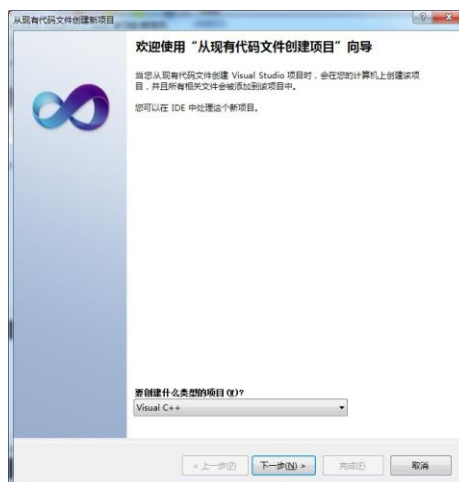 从现有代码文件创建新项目
欢迎使用“从现有代码文件创建项目”向导
当您从现有代码文件创建 Visual Studio 项目时，会在您的计算机上创建该项
目，并且所有相关文件会被添加到该项目中。
您可以在 IDE 中处理这个新项目。
要创建什么类型的项目(X)?
Visual C++
< 上一步(P)
下一步(N) >
完成(F)
取消